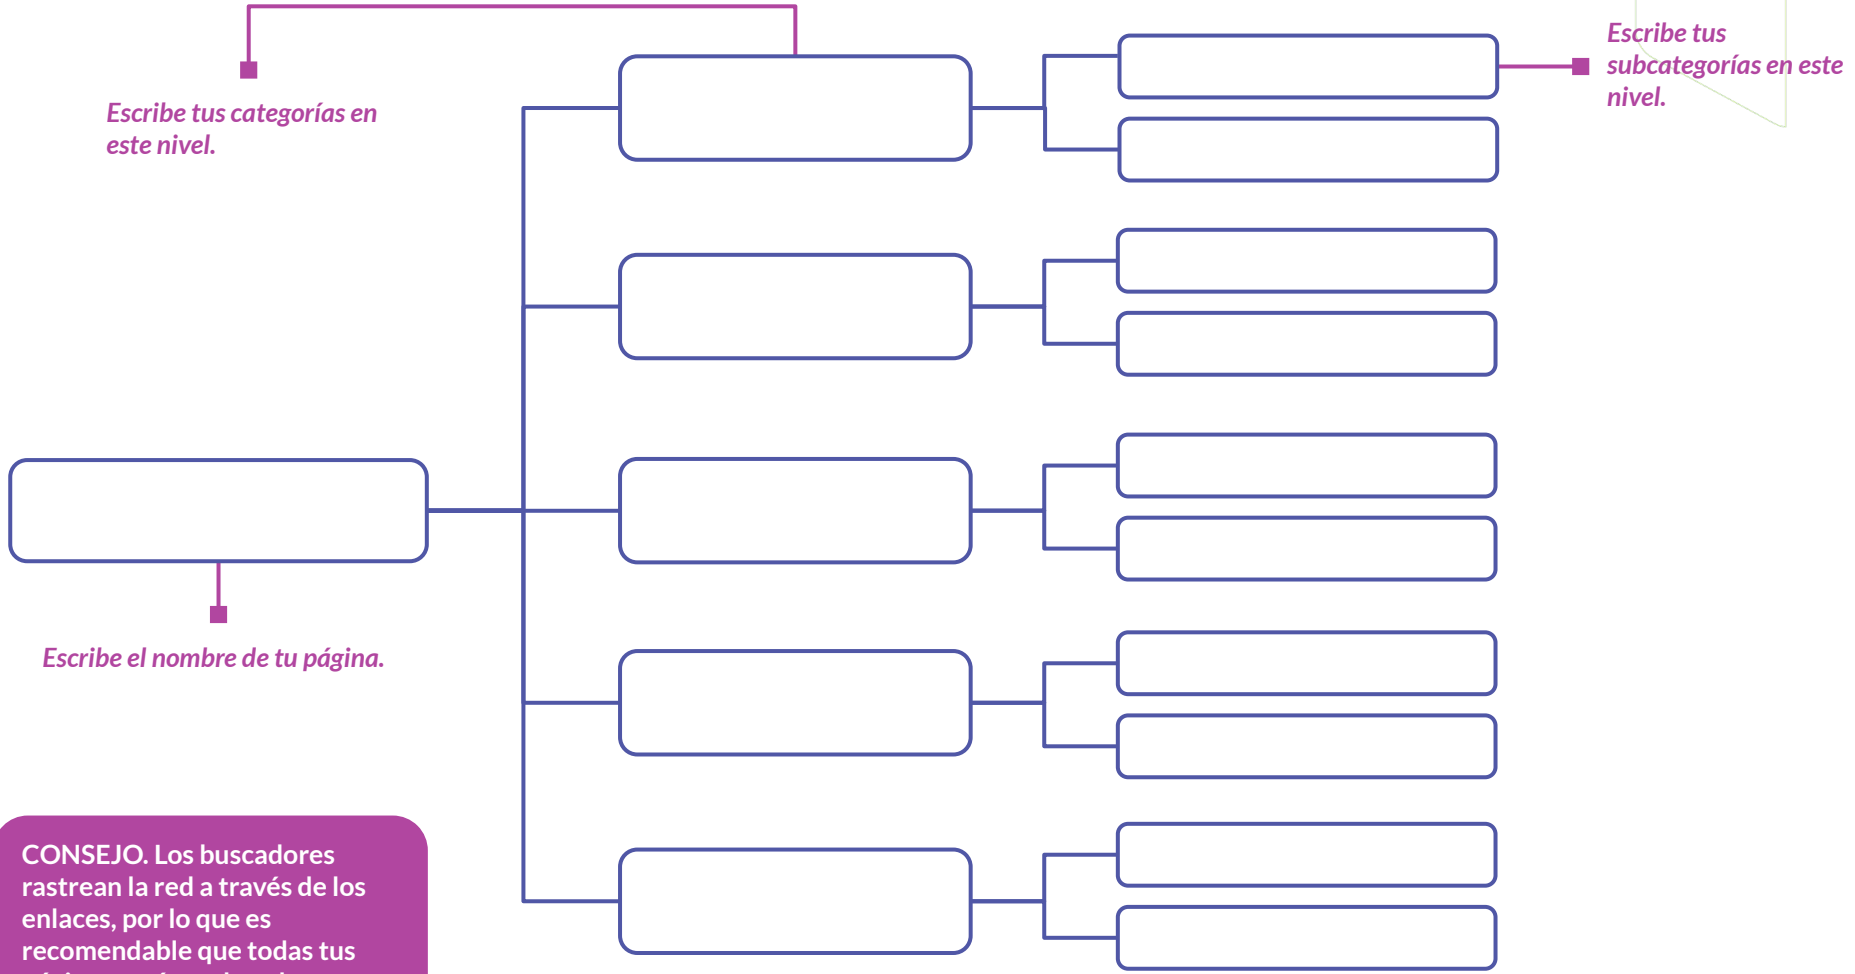 Escribe tus
subcategorías en este
nivel.
Escribe tus categorías en
este nivel.
Escribe el nombre de tu página.
CONSEJO. Los buscadores
rastrean la red a través de los
enlaces, por lo que es
recomendable que todas tus